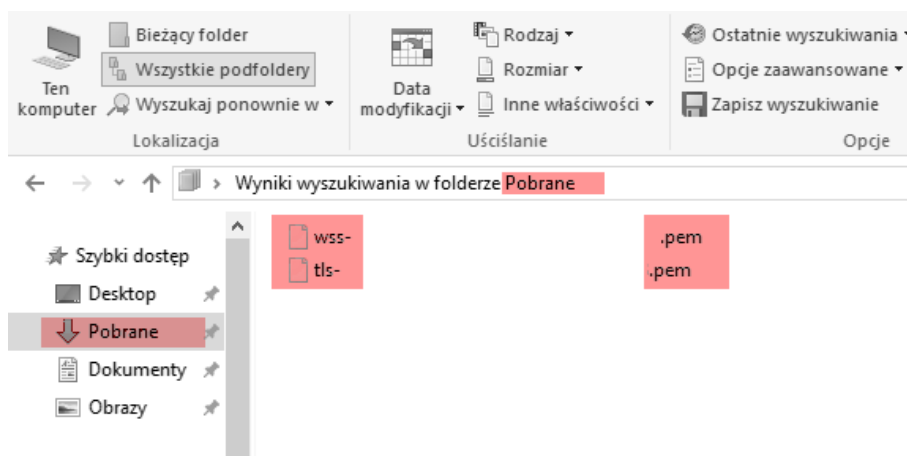 Bieżący folder
Wszystkie podfoldery
Wyszukaj ponownie w
Ten
komputer
Lokalizacja
Data
modyfikacji
Rodzaj
Rozmiar
Inne właściwości
Uściślanie
Ostatnie wyszukiwania
Opcje zaawansowane
Zapisz wyszukiwanie
Opcje
Wyniki wyszukiwania w folderze Pobrane
Szybki dostęp
Desktop
Pobrane
Dokumenty
Obrazy
wss- .pem
tls- .pem